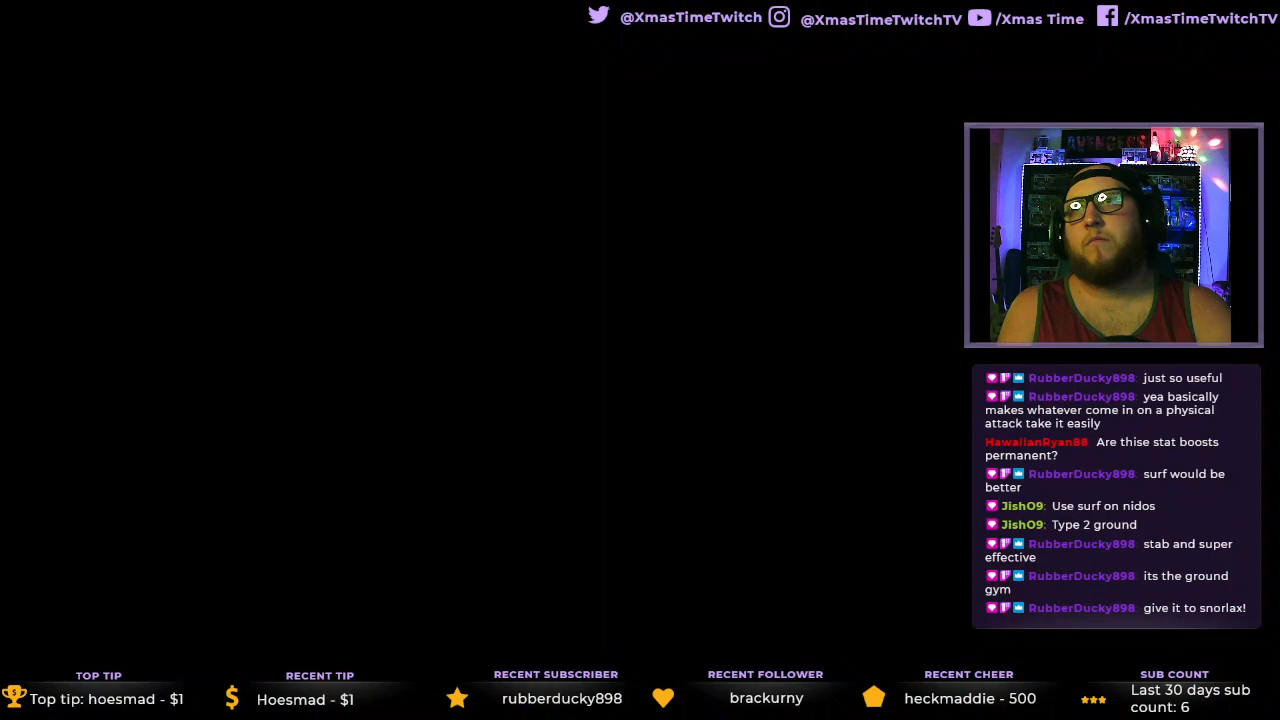 @XmasTimeTwitch @XmasTimeTwitchTV /Xmas Time /XmasTimeTwitchTV
AVENGERS
RubberDucky898: just so useful
RubberDucky898: yea basically
makes whatever come in on a physical
attack take it easily
HawaiianRyan88 Are thise stat boosts
permanent?
RubberDucky898: surf would be
better
JishO9: Use surf on nidos
JishO9: Type 2 ground
RubberDucky898: stab and super
effective
RubberDucky898: its the ground
gym
RubberDucky898: give it to snorlax!
TOP TIP
Top tip: hoesmad - $1
RECENT TIP
Hoesmad - $1
RECENT SUBSCRIBER
rubberducky898
RECENT FOLLOWER
brackurny
RECENT CHEER
heckmaddie - 500
SUB COUNT
Last 30 days sub
count: 6